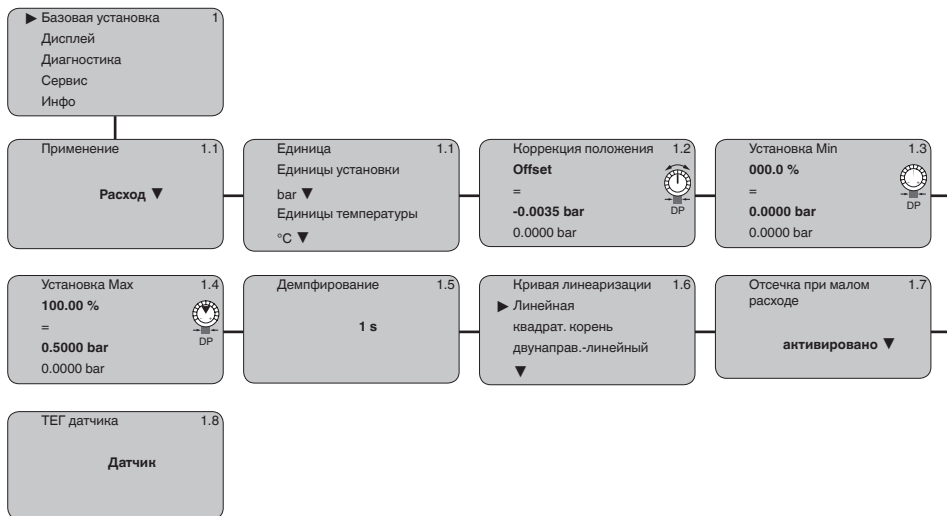 ▶ Базовая установка 1
Дисплей
Диагностика
Сервис
Инфо
Применение 1.1
Расход ▼
Единица 1.1
Единицы установки
bar ▼
Единицы температуры
°C ▼
Коррекция положения 1.2
Offset
=
-0.0035 bar
0.0000 bar
DP
Установка Min 1.3
000.0 %
=
0.0000 bar
0.0000 bar
DP
Установка Max 1.4
100.00 %
=
0.5000 bar
0.0000 bar
DP
Демпфирование 1.5
1 s
Кривая линеаризации 1.6
▶ Линейная
квадрат. корень
двунаправ.-линейный
▼
Отсечка при малом 1.7
расходе
активировано ▼
ТЕГ датчика 1.8
Датчик